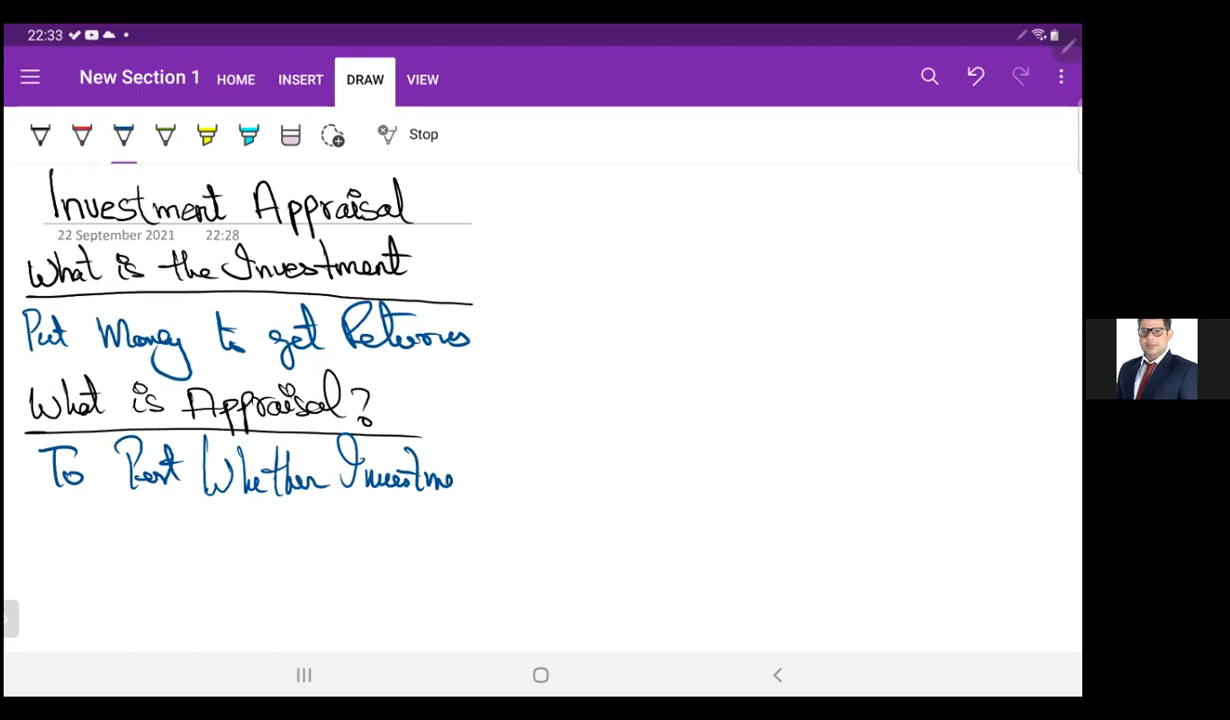 22:33
New Section 1 HOME INSERT DRAW VIEW
Stop
Investment Appraisal
22 September 2021 22:28
What is the Investment
Put Money to get Returns
What is Appraisal?
To Whether Investme